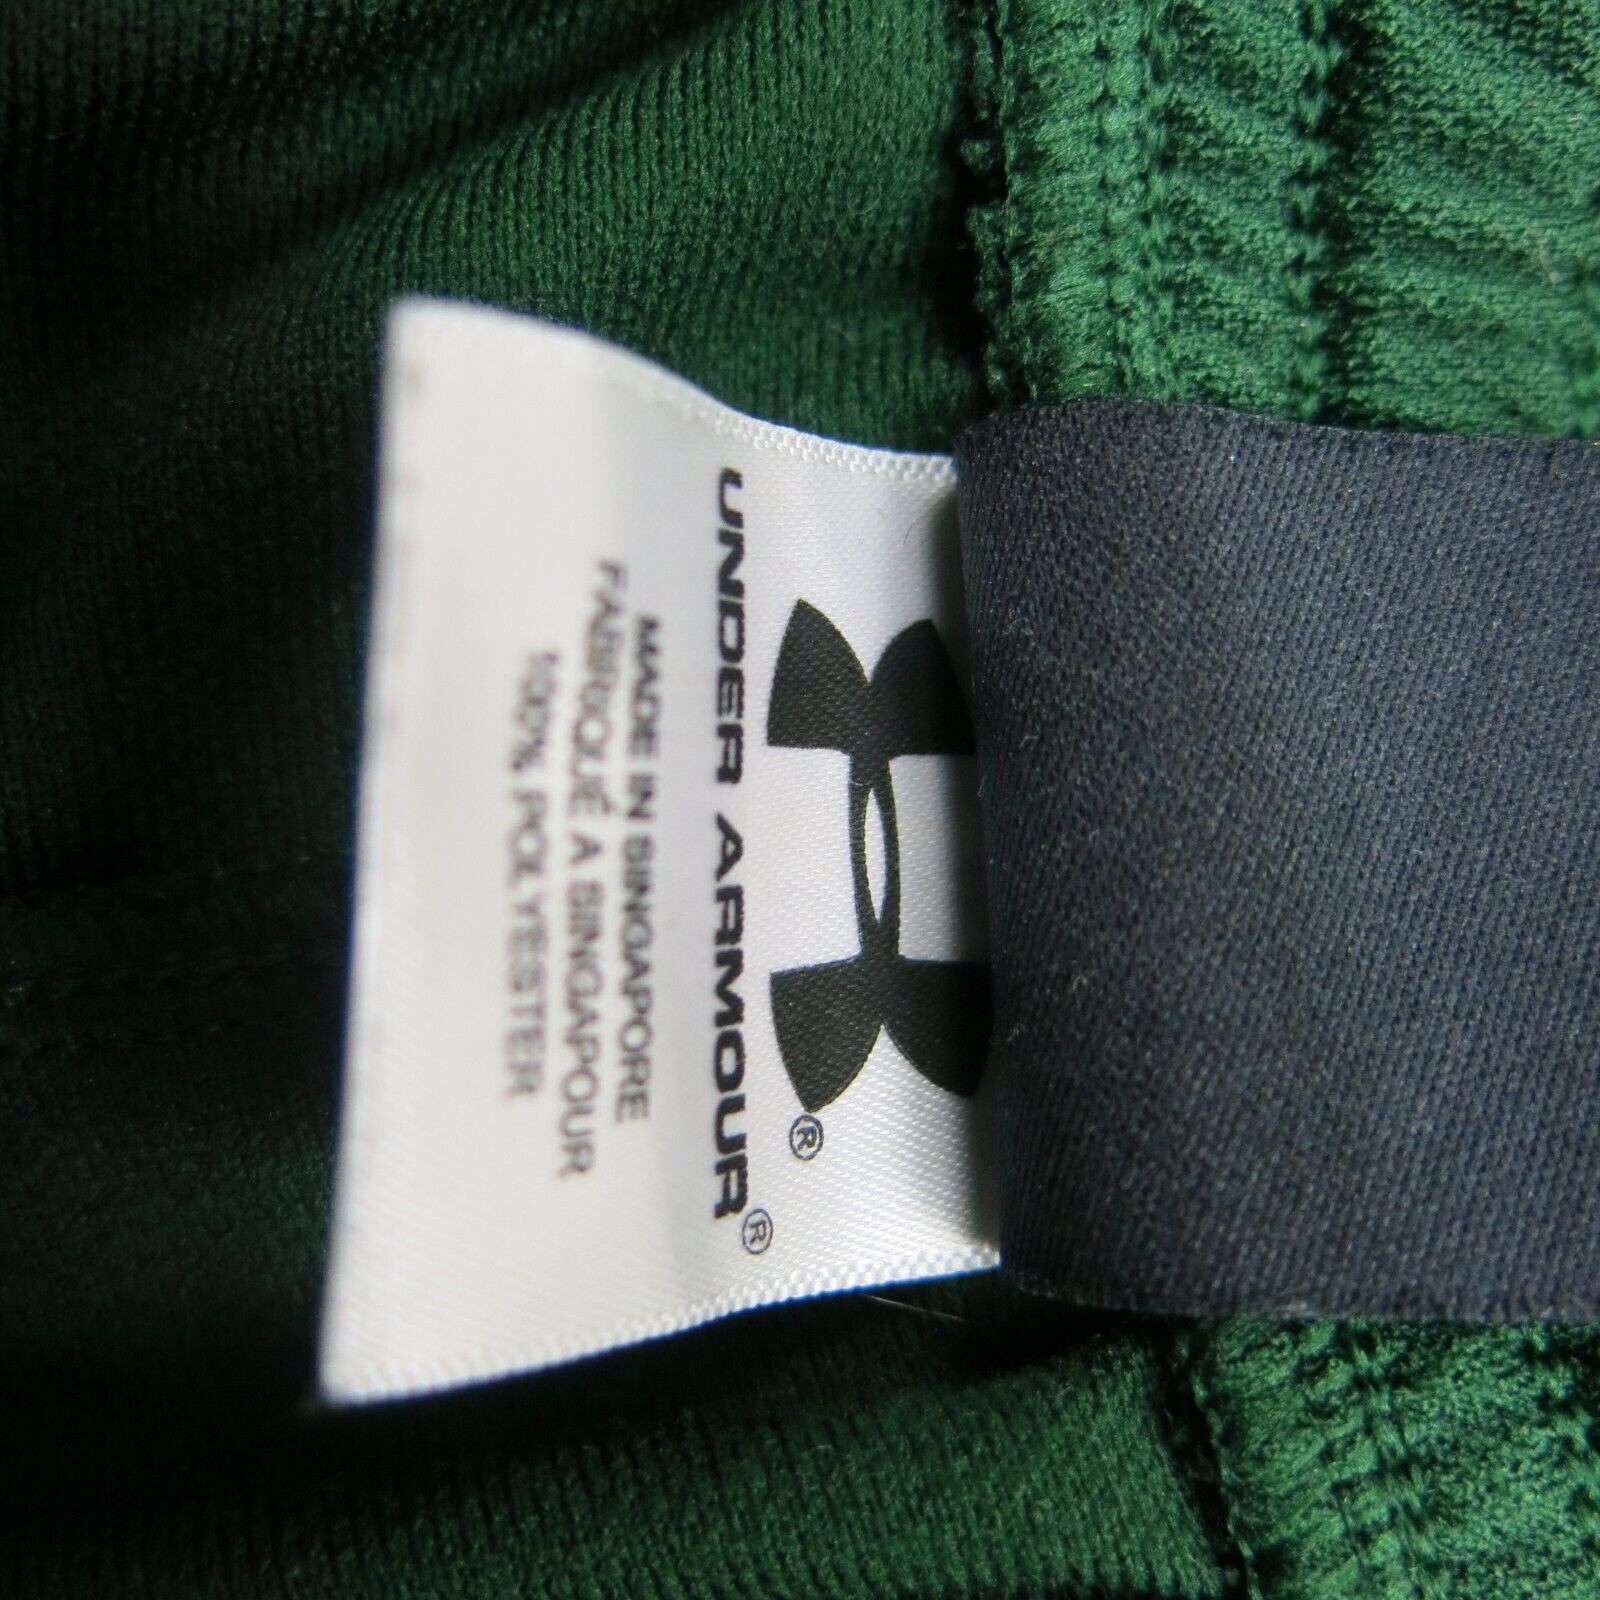 ®
UNDER ARMOUR®
MADE IN SINGAPORE
FABRIQUÉ A SINGAPOUR
100% POLYESTER